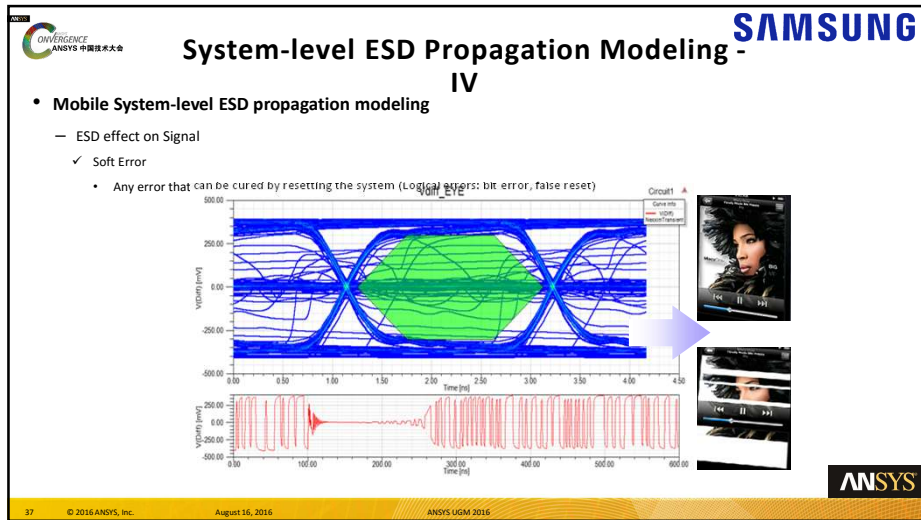 ANSYS
CONVERGENCE
ANSYS 中国技术大会
SAMSUNG
System-level ESD Propagation Modeling -
IV
• Mobile System-level ESD propagation modeling
– ESD effect on Signal
✓ Soft Error
• Any error that can be cured by resetting the system (Logical errors: bit error, false reset)
Vdiff_EYE
Circuit1
Curve Info
V(Diff)
NexximTransient
V(Diff) [mV]
500.00
250.00
0.00
-250.00
-500.00
0.00 0.50 1.00 1.50 2.00 2.50 3.00 3.50 4.00 4.50
Time [ns]
V(Diff) [mV]
250.00
0.00
-250.00
-500.00
0.00 100.00 200.00 300.00 400.00 500.00 600.00
Time [ns]
BIG
ANSYS
37 © 2016 ANSYS, Inc. August 16, 2016 ANSYS UGM 2016